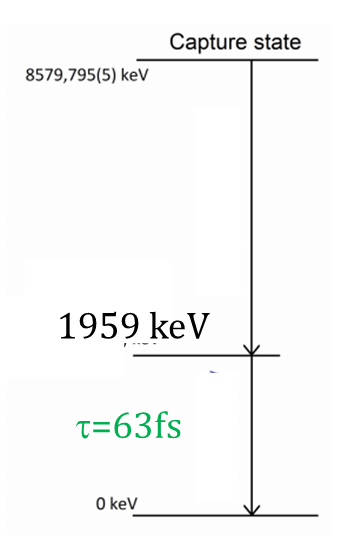 Capture state
8579,795(5) keV
1959 keV
τ=63fs
0 keV